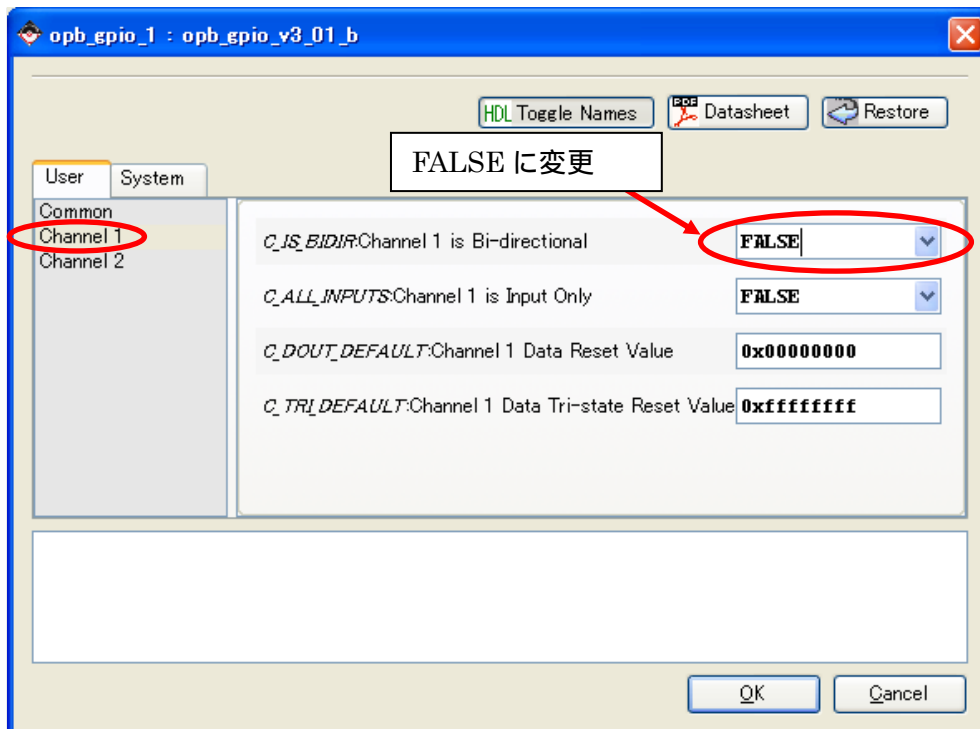 opb_gpio_1 : opb_gpio_v3_01_b
HDL Toggle Names
PDF Datasheet
Restore
FALSE に変更
User
System
Common
Channel 1
Channel 2
C_IS_BIDIR:Channel 1 is Bi-directional
FALSE
C_ALL_INPUTS:Channel 1 is Input Only
FALSE
C_DOUT_DEFAULT:Channel 1 Data Reset Value
0x00000000
C_TRI_DEFAULT:Channel 1 Data Tri-state Reset Value
0xffffffff
OK
Cancel